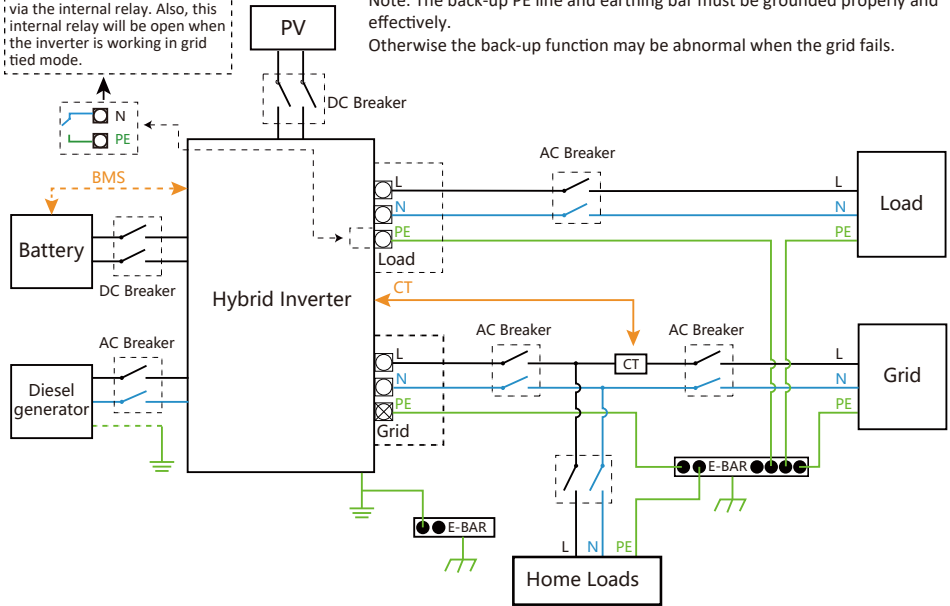 via the internal relay. Also, this
internal relay will be open when
the inverter is working in grid
tied mode.
Note: The back-up PE line and earthing bar must be grounded properly and
effectively.
Otherwise the back-up function may be abnormal when the grid fails.
PV
DC Breaker
N
PE
BMS
Battery
DC Breaker
Hybrid Inverter
L
N
PE
Load
AC Breaker
L
N
PE
Load
CT
AC Breaker
Diesel
generator
L
N
PE
Grid
AC Breaker
CT
AC Breaker
L
N
PE
Grid
E-BAR
E-BAR
L
N
PE
Home Loads